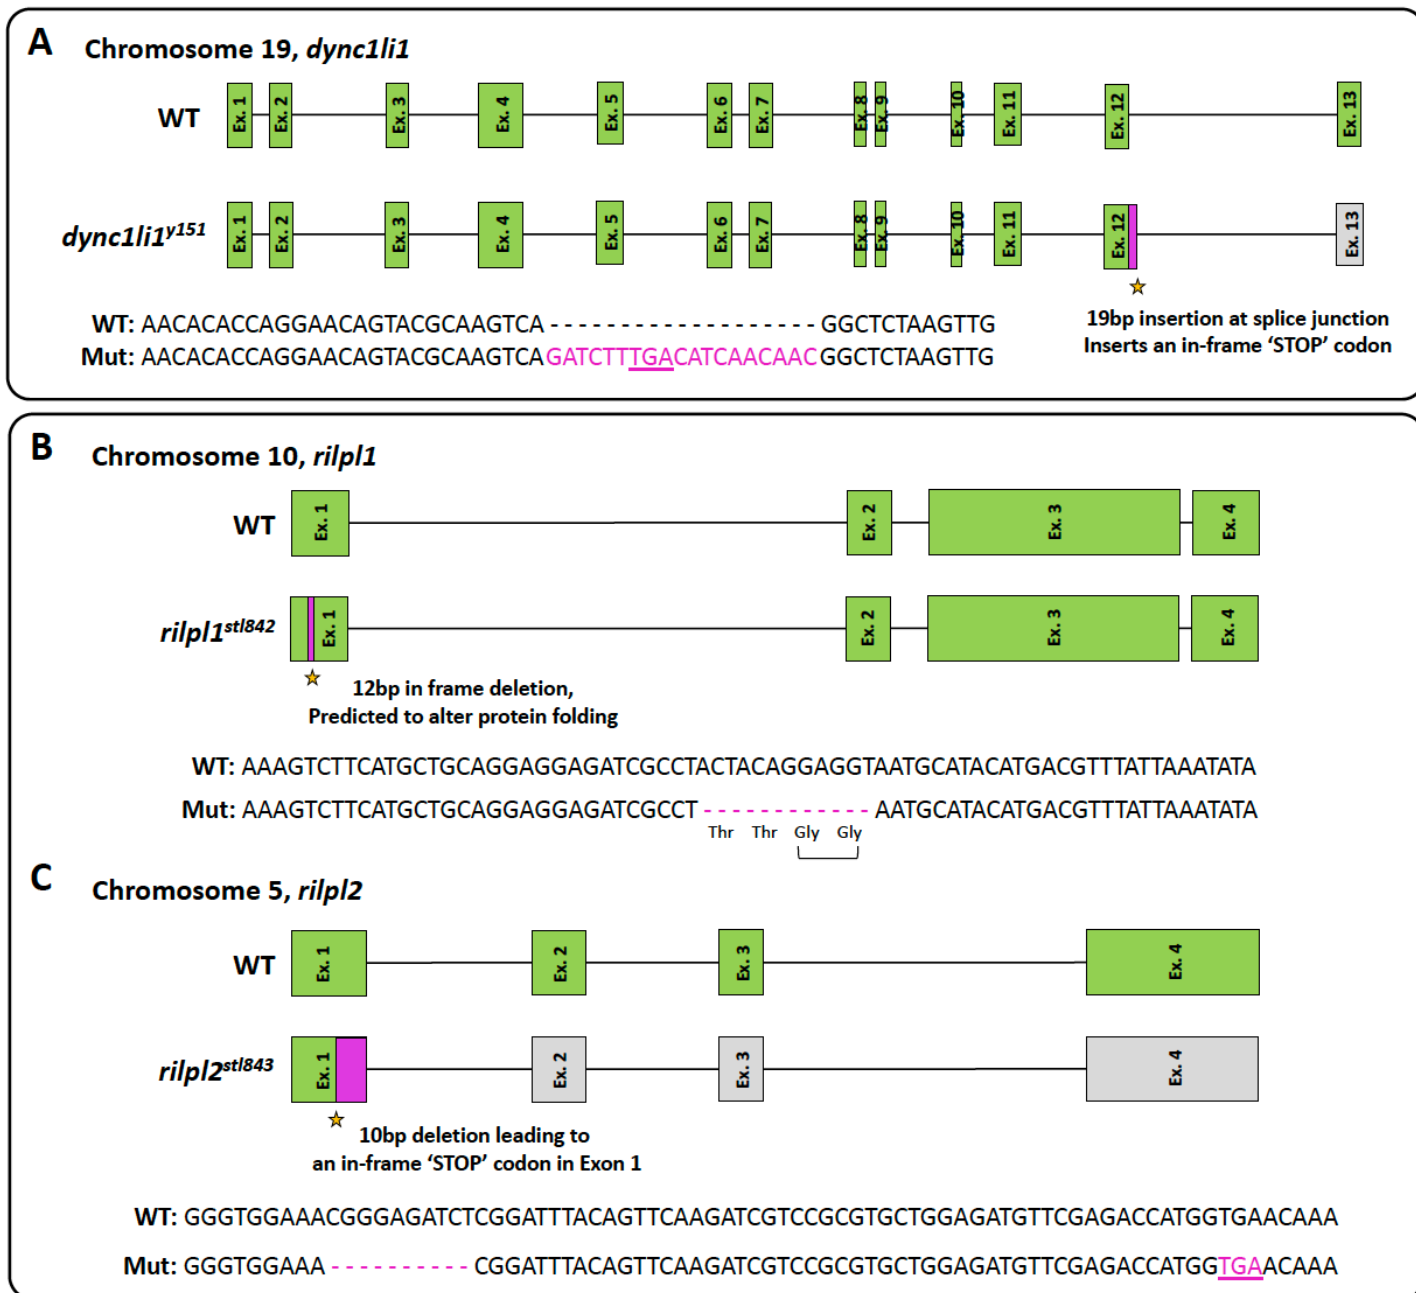 A Chromosome 19, dync1li1
WT Ex. 1 Ex. 2 Ex. 3 Ex. 4 Ex. 5 Ex. 6 Ex. 7 Ex. 8 Ex. 9 Ex. 10 Ex. 11 Ex. 12 Ex. 13
dync1li1y151 Ex. 1 Ex. 2 Ex. 3 Ex. 4 Ex. 5 Ex. 6 Ex. 7 Ex. 8 Ex. 9 Ex. 10 Ex. 11 Ex. 12 Ex. 13
WT: AACACACCAGGAACAGTACGCAAGTCA - - - - - - - - - - - - - - - - - - - GGCTCTAAGTTG
Mut: AACACACCAGGAACAGTACGCAAGTCAGATCTTTGACATCAACAACGGCTCTAAGTTG
19bp insertion at splice junction
Inserts an in-frame ‘STOP’ codon
B Chromosome 10, rilpl1
WT Ex. 1 Ex. 2 Ex. 3 Ex. 4
rilpl1stl842 Ex. 1 Ex. 2 Ex. 3 Ex. 4
12bp in frame deletion,
Predicted to alter protein folding
WT: AAAGTCTTCATGCTGCAGGAGGAGATCGCCTACTACAGGAGGTAATGCATACATGACGTTTATTAAATATA
Mut: AAAGTCTTCATGCTGCAGGAGGAGATCGCCT - - - - - - - - - - - - AATGCATACATGACGTTTATTAAATATA
Thr Thr Gly Gly
C Chromosome 5, rilpl2
WT Ex. 1 Ex. 2 Ex. 3 Ex. 4
rilpl2stl843 Ex. 1 Ex. 2 Ex. 3 Ex. 4
10bp deletion leading to
an in-frame ‘STOP’ codon in Exon 1
WT: GGGTGGAAACGGGAGATCTCGGATTTACAGTTCAAGATCGTCCGCGTGCTGGAGATGTTCGAGACCATGGTGAACAAA
Mut: GGGTGGAAA - - - - - - - - - - CGGATTTACAGTTCAAGATCGTCCGCGTGCTGGAGATGTTCGAGACCATGGTGAACAAA